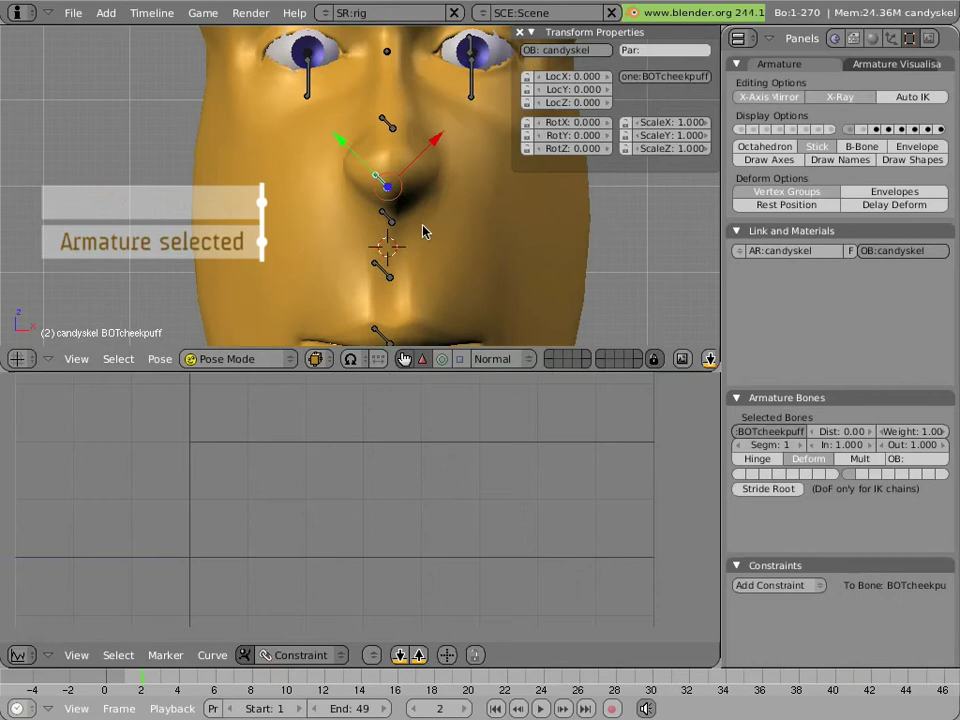 File Add Timeline Game Render Help SR:rig SCE:Scene www.blender.org 244.1 Bo:1-270 | Mem:24.36M candyskel
Transform Properties
OB: candyskel Par:
LocX: 0.000 one:BOTcheekpuff
LocY: 0.000
LocZ: 0.000
RotX: 0.000 ScaleX: 1.000
RotY: 0.000 ScaleY: 1.000
RotZ: 0.000 ScaleZ: 1.000
Armature selected
z
x
(2) candyskel BOTcheekpuff
View Select Pose Pose Mode Normal
View Select Marker Curve Constraint
Panels
Armature Armature Visualisa
Editing Options
X-Axis Mirror X-Ray Auto IK
Display Options
Octahedron Stick B-Bone Envelope
Draw Axes Draw Names Draw Shapes
Deform Options
Vertex Groups Envelopes
Rest Position Delay Deform
Link and Materials
AR:candyskel F OB:candyskel
Armature Bones
Selected Bones
:BOTcheekpuff Dist: 0.00 Weight: 1.00
Segm: 1 In: 1.000 Out: 1.000
Hinge Deform Mult OB:
Stride Root (DoF only for IK chains)
Constraints
Add Constraint To Bone: BOTcheekpu
-4 -2 0 2 4 6 8 10 12 14 16 18 20 22 24 26 28 30 32 34 36 38 40 42 44 46
View Frame Playback Pr Start: 1 End: 49 2